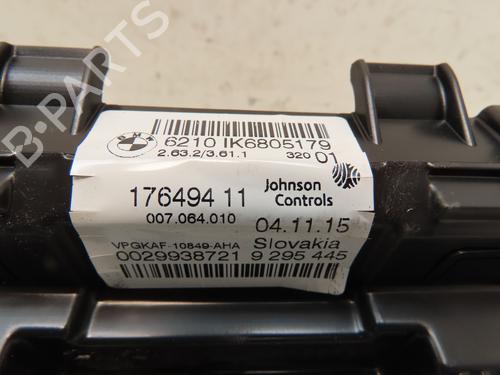 B-PARTS
BMW
6210 IK6805179
2.63.2/3.61.1 320 01
176494 11 Johnson Controls
007.064.010 04.11.15
VPGKAF-10849-AHA Slovakia
0029938721 9 295 445